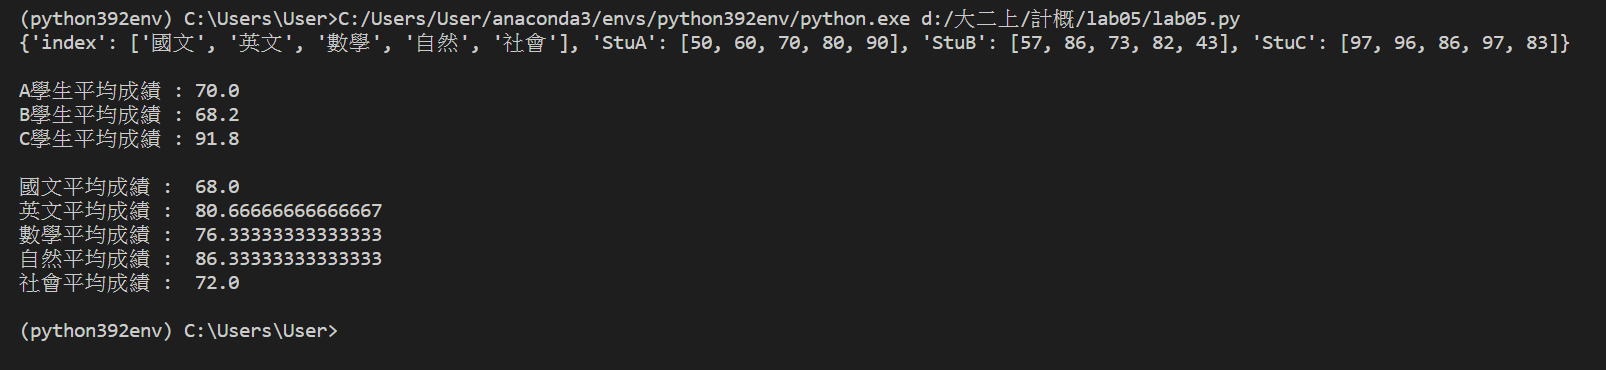 (python392env) C:\Users\User>C:/Users/User/anaconda3/envs/python392env/python.exe d:/大二上/計概/lab05/lab05.py
{'index': ['國文', '英文', '數學', '自然', '社會'], 'StuA': [50, 60, 70, 80, 90], 'StuB': [57, 86, 73, 82, 43], 'StuC': [97, 96, 86, 97, 83]}
A學生平均成績 : 70.0
B學生平均成績 : 68.2
C學生平均成績 : 91.8
國文平均成績 :  68.0
英文平均成績 :  80.66666666666667
數學平均成績 :  76.33333333333333
自然平均成績 :  86.33333333333333
社會平均成績 :  72.0
(python392env) C:\Users\User>